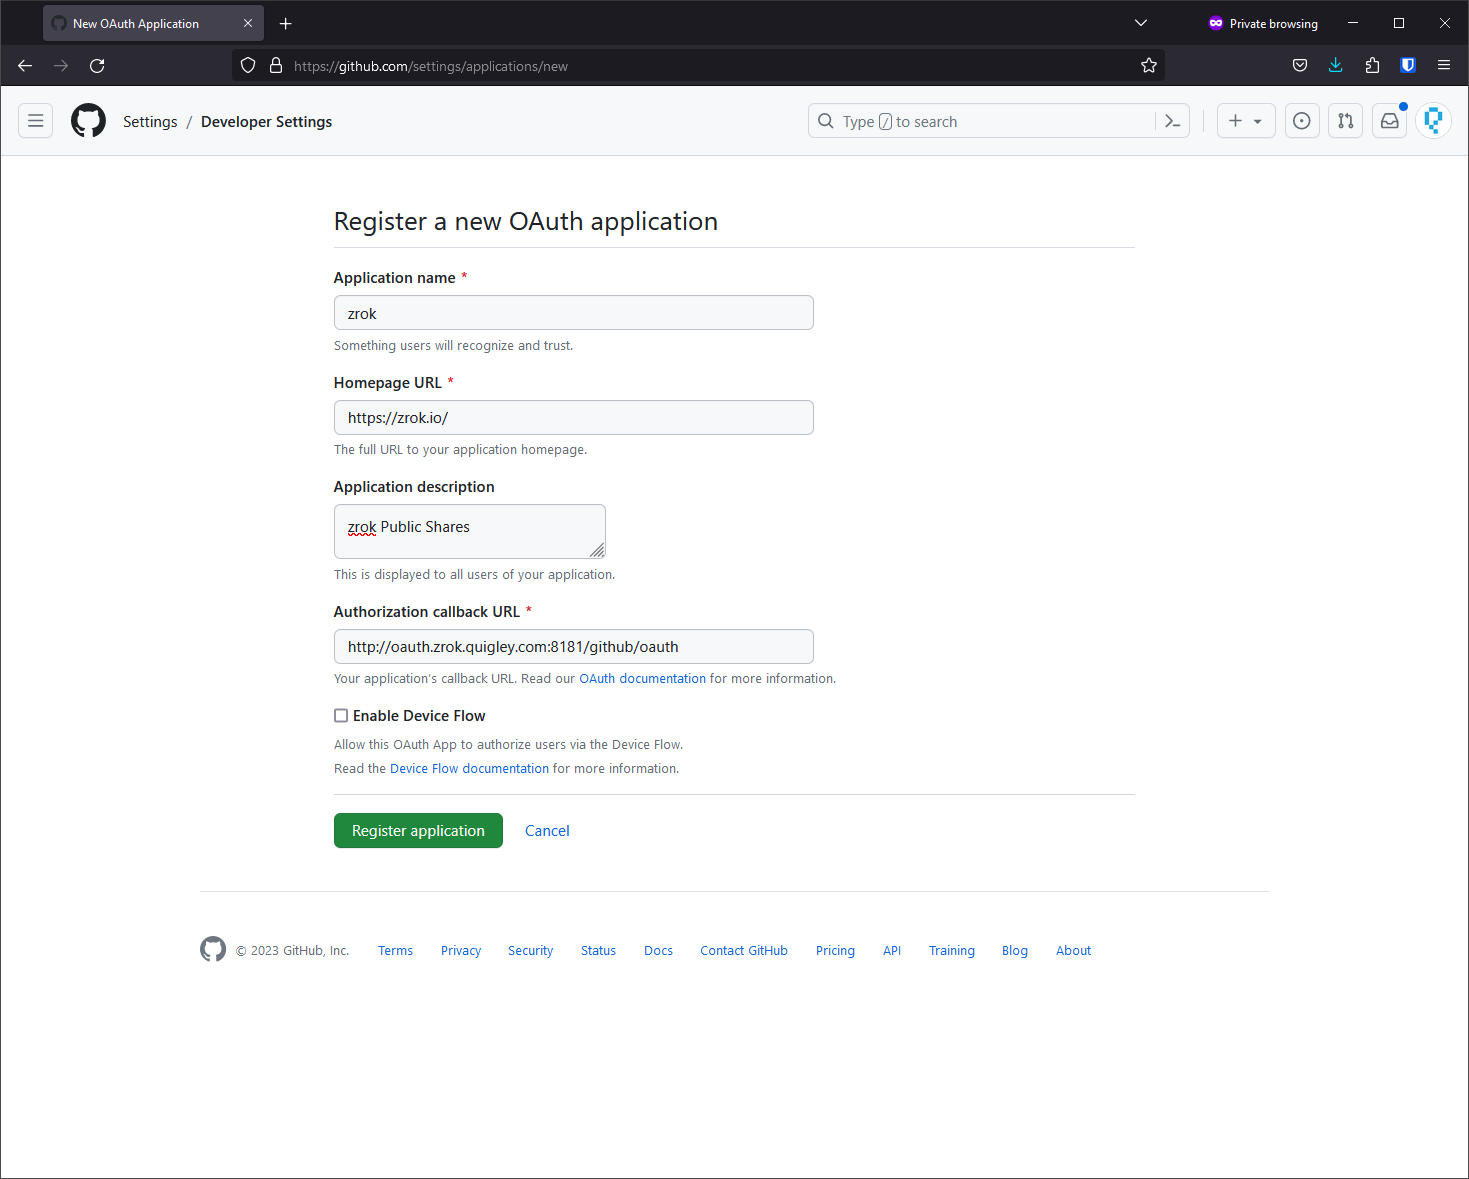 New OAuth Application
Private browsing
https://github.com/settings/applications/new
Settings / Developer Settings
Type / to search
Register a new OAuth application
Application name *
zrok
Something users will recognize and trust.
Homepage URL *
https://zrok.io/
The full URL to your application homepage.
Application description
zrok Public Shares
This is displayed to all users of your application.
Authorization callback URL *
http://oauth.zrok.quigley.com:8181/github/oauth
Your application's callback URL. Read our OAuth documentation for more information.
Enable Device Flow
Allow this OAuth App to authorize users via the Device Flow.
Read the Device Flow documentation for more information.
Register application Cancel
© 2023 GitHub, Inc. Terms Privacy Security Status Docs Contact GitHub Pricing API Training Blog About